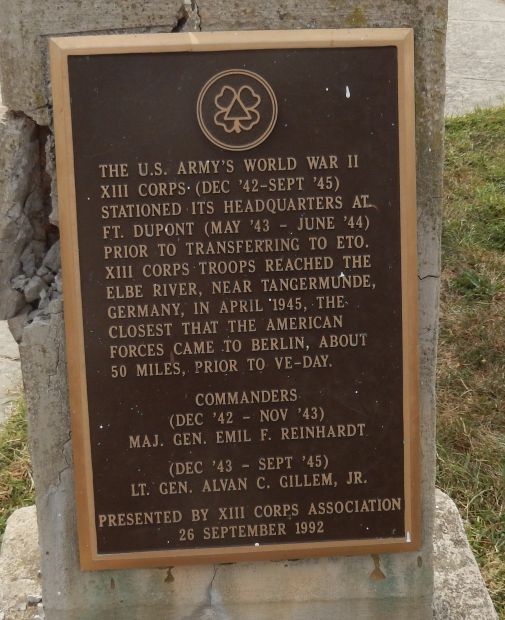 THE U.S. ARMY'S WORLD WAR II
XIII CORPS (DEC '42-SEPT '45)
STATIONED ITS HEADQUARTERS AT
FT. DUPONT (MAY '43 - JUNE '44)
PRIOR TO TRANSFERRING TO ETO.
XIII CORPS TROOPS REACHED THE
ELBE RIVER, NEAR TANGERMUNDE,
GERMANY, IN APRIL 1945, THE
CLOSEST THAT THE AMERICAN
FORCES CAME TO BERLIN, ABOUT
50 MILES, PRIOR TO VE-DAY.
COMMANDERS
(DEC '42 - NOV '43)
MAJ. GEN. EMIL F. REINHARDT
(DEC '43 - SEPT '45)
LT. GEN. ALVAN C. GILLEM, JR.
PRESENTED BY XIII CORPS ASSOCIATION
26 SEPTEMBER 1992